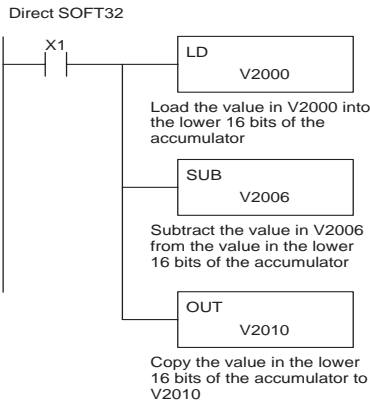 Direct SOFT32
X1
LD
V2000
Load the value in V2000 into
the lower 16 bits of the
accumulator
SUB
V2006
Subtract the value in V2006
from the value in the lower
16 bits of the accumulator
OUT
V2010
Copy the value in the lower
16 bits of the accumulator to
V2010